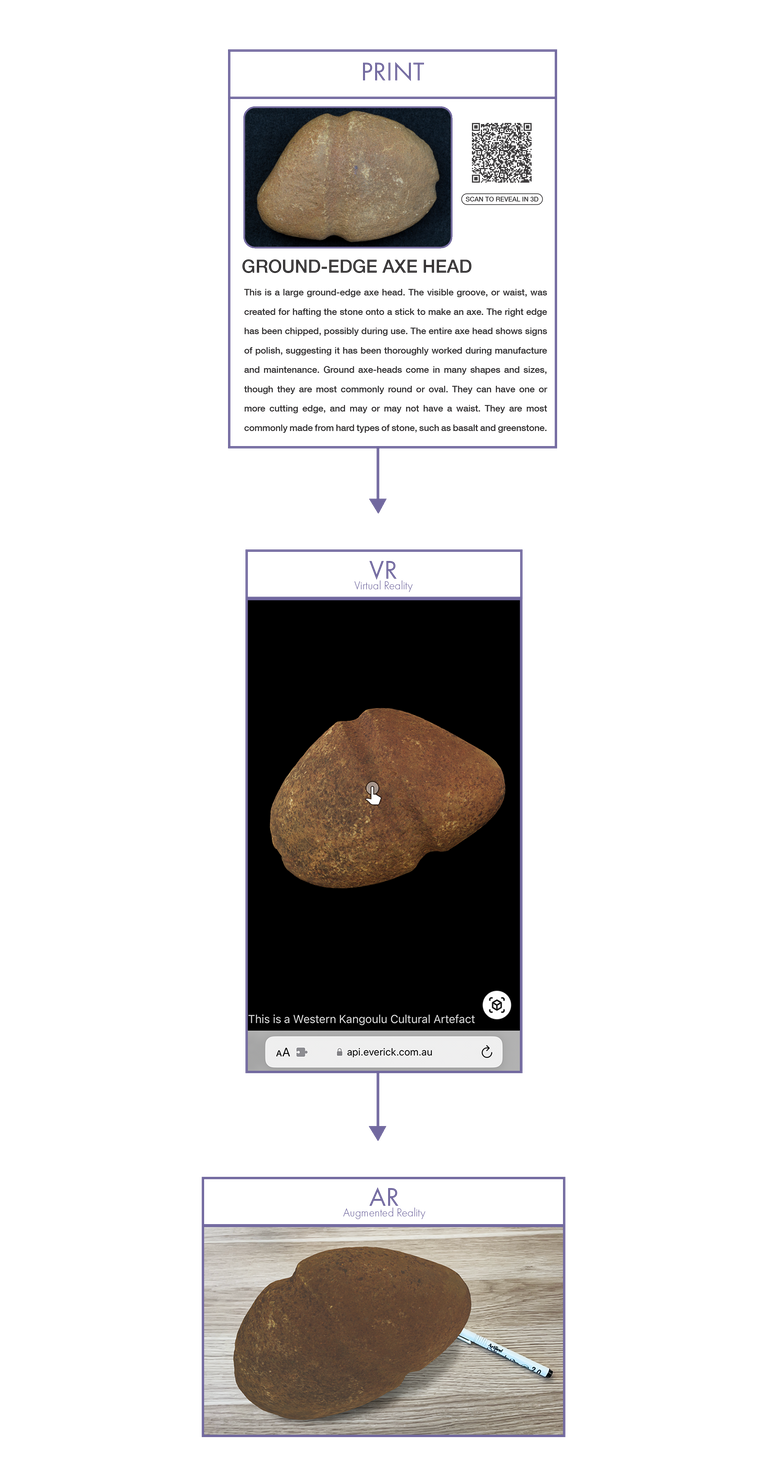 PRINT
SCAN TO REVEAL IN 3D
GROUND-EDGE AXE HEAD
This is a large ground-edge axe head. The visible groove, or waist, was
created for hafting the stone onto a stick to make an axe. The right edge
has been chipped, possibly during use. The entire axe head shows signs
of polish, suggesting it has been thoroughly worked during manufacture
and maintenance. Ground axe-heads come in many shapes and sizes,
though they are most commonly round or oval. They can have one or
more cutting edge, and may or may not have a waist. They are most
commonly made from hard types of stone, such as basalt and greenstone.
VR
Virtual Reality
This is a Western Kangoulu Cultural Artefact
AA api.everick.com.au
AR
Augmented Reality
2.0